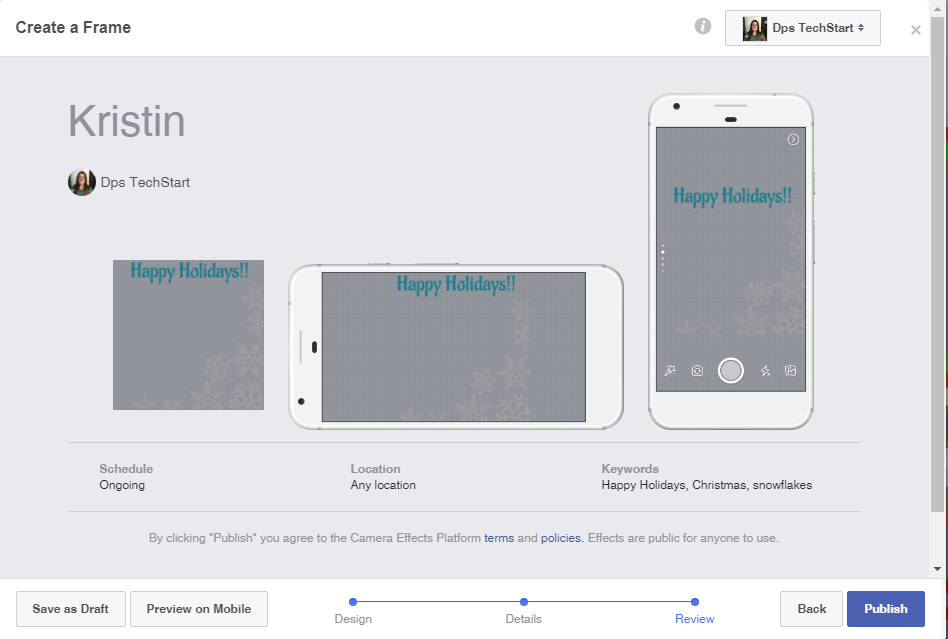 Create a Frame
Dps TechStart
Kristin
Dps TechStart
Happy Holidays!!
Happy Holidays!!
Happy Holidays!!
Schedule
Ongoing
Location
Any location
Keywords
Happy Holidays, Christmas, snowflakes
By clicking "Publish" you agree to the Camera Effects Platform terms and policies. Effects are public for anyone to use.
Save as Draft
Preview on Mobile
Design
Details
Review
Back
Publish